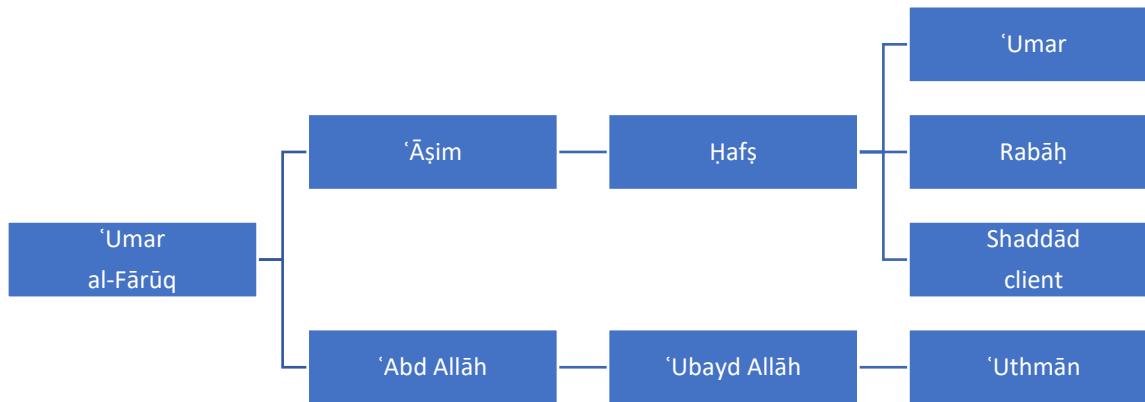 ʿUmar
ʿĀṣim
Ḥafṣ
Rabāḥ
ʿUmar
al-Fārūq
Shaddād
client
ʿAbd Allāh
ʿUbayd Allāh
ʿUthmān